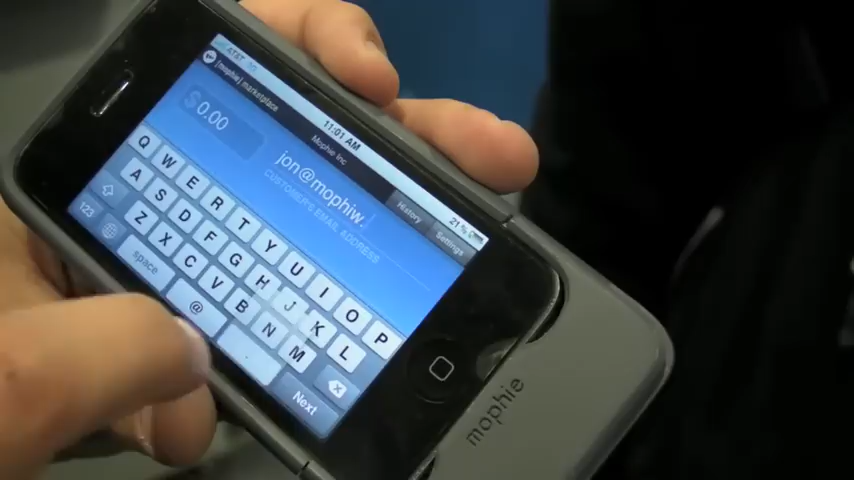 AT&T
11:01 AM
21%
[mophie] marketplace
Mophie Inc
History
Settings
$0.00
jon@mophiw.
CUSTOMER'S EMAIL ADDRESS
Q W E R T Y U I O P
A S D F G H J K L
Z X C V B N M
123
space
@
.
Next
mophie